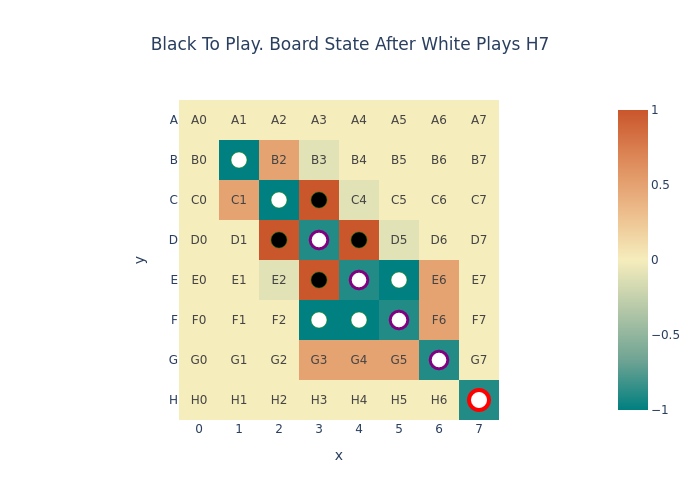 Black To Play. Board State After White Plays H7
A A0 A1 A2 A3 A4 A5 A6 A7
B B0 B2 B3 B4 B5 B6 B7
C C0 C1 C4 C5 C6 C7
D D0 D1 D5 D6 D7
E E0 E1 E2 E6 E7
F F0 F1 F2 F6 F7
G G0 G1 G2 G3 G4 G5 G7
H H0 H1 H2 H3 H4 H5 H6
0 1 2 3 4 5 6 7
x
y
1
0.5
0
−0.5
−1